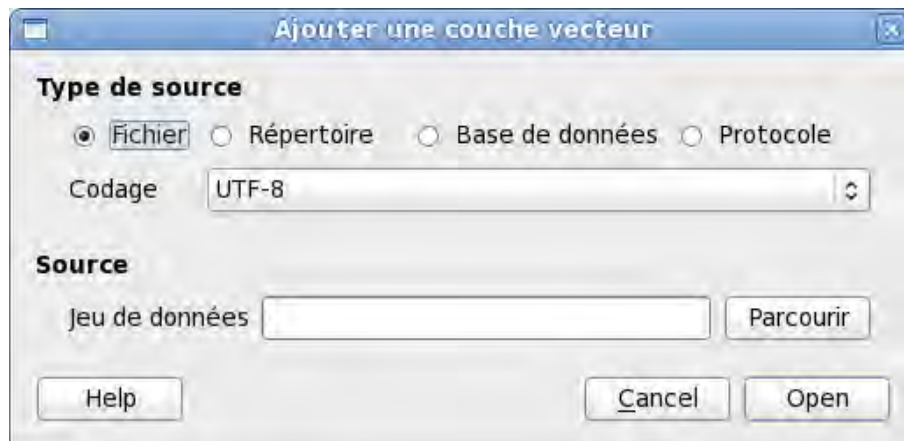 Ajouter une couche vecteur
Type de source
Fichier Répertoire Base de données Protocole
Codage UTF-8
Source
Jeu de données Parcourir
Help Cancel Open